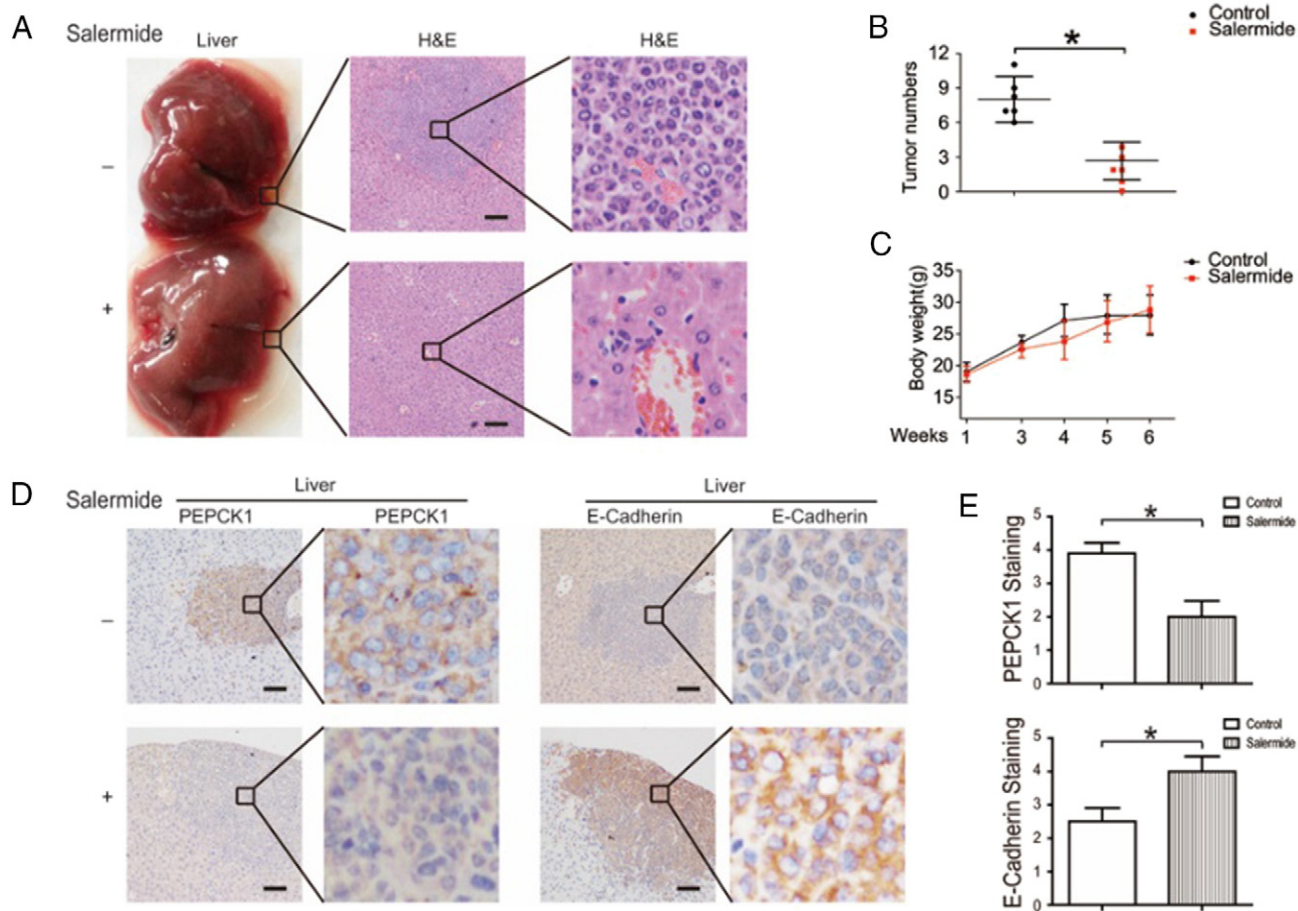 A
Salermide
Liver
H&E
H&E
–
+
B
Control
Salermide
*
Tumor numbers
12
9
6
3
0
C
Control
Salermide
Body weight(g)
35
30
25
20
15
Weeks 1 3 4 5 6
D
Salermide
Liver
Liver
PEPCK1
PEPCK1
E-Cadherin
E-Cadherin
–
+
E
Control
Salermide
*
PEPCK1 Staining
5
4
3
2
1
0
Control
Salermide
*
E-Cadherin Staining
5
4
3
2
1
0